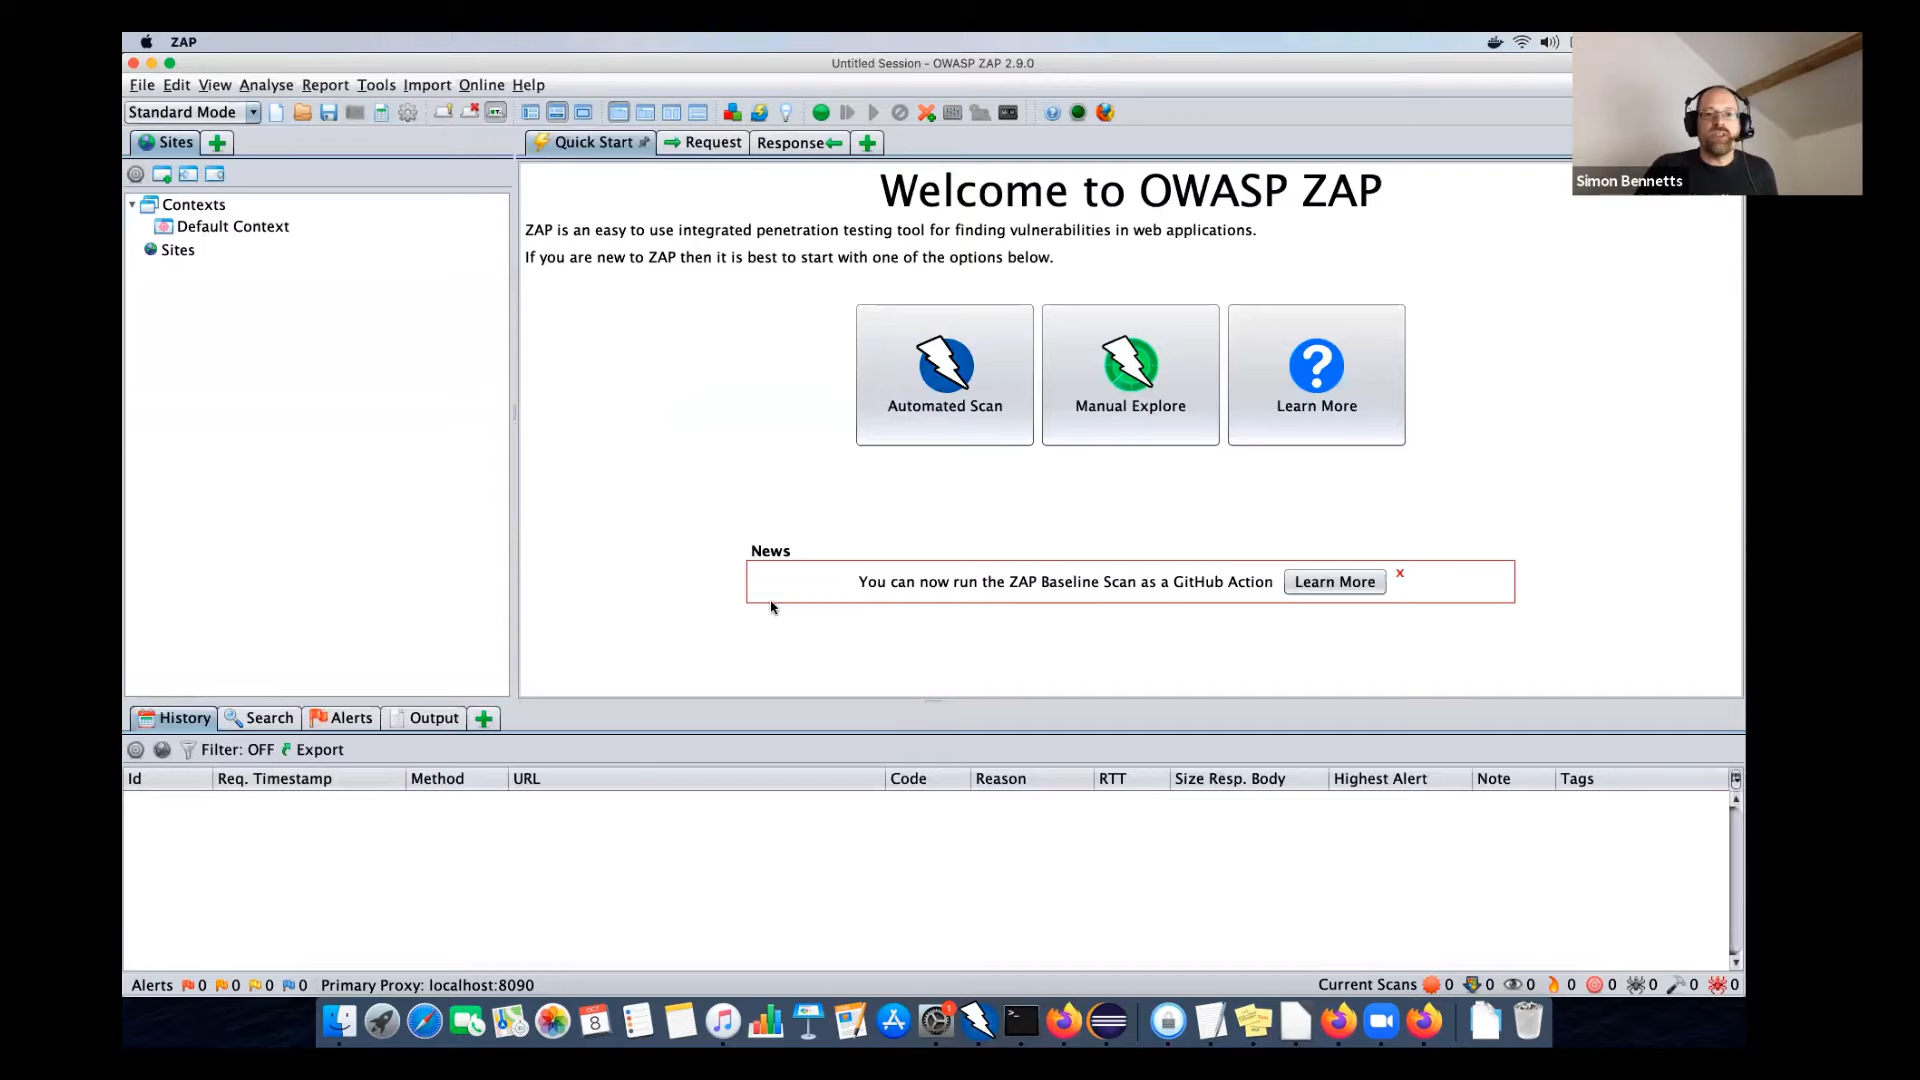 ZAP
Untitled Session - OWASP ZAP 2.9.0
File Edit View Analyse Report Tools Import Online Help
Standard Mode
Sites
Quick Start
Request
Response
Simon Bennetts
Contexts
Default Context
Sites
Welcome to OWASP ZAP
ZAP is an easy to use integrated penetration testing tool for finding vulnerabilities in web applications.
If you are new to ZAP then it is best to start with one of the options below.
Automated Scan
Manual Explore
?
Learn More
News
You can now run the ZAP Baseline Scan as a GitHub Action Learn More x
History Search Alerts Output
Filter: OFF Export
Id Req. Timestamp Method URL Code Reason RTT Size Resp. Body Highest Alert Note Tags
Alerts 0 0 0 0 Primary Proxy: localhost:8090
Current Scans 0 0 0 0 0 0 0 0
OCT
8
1